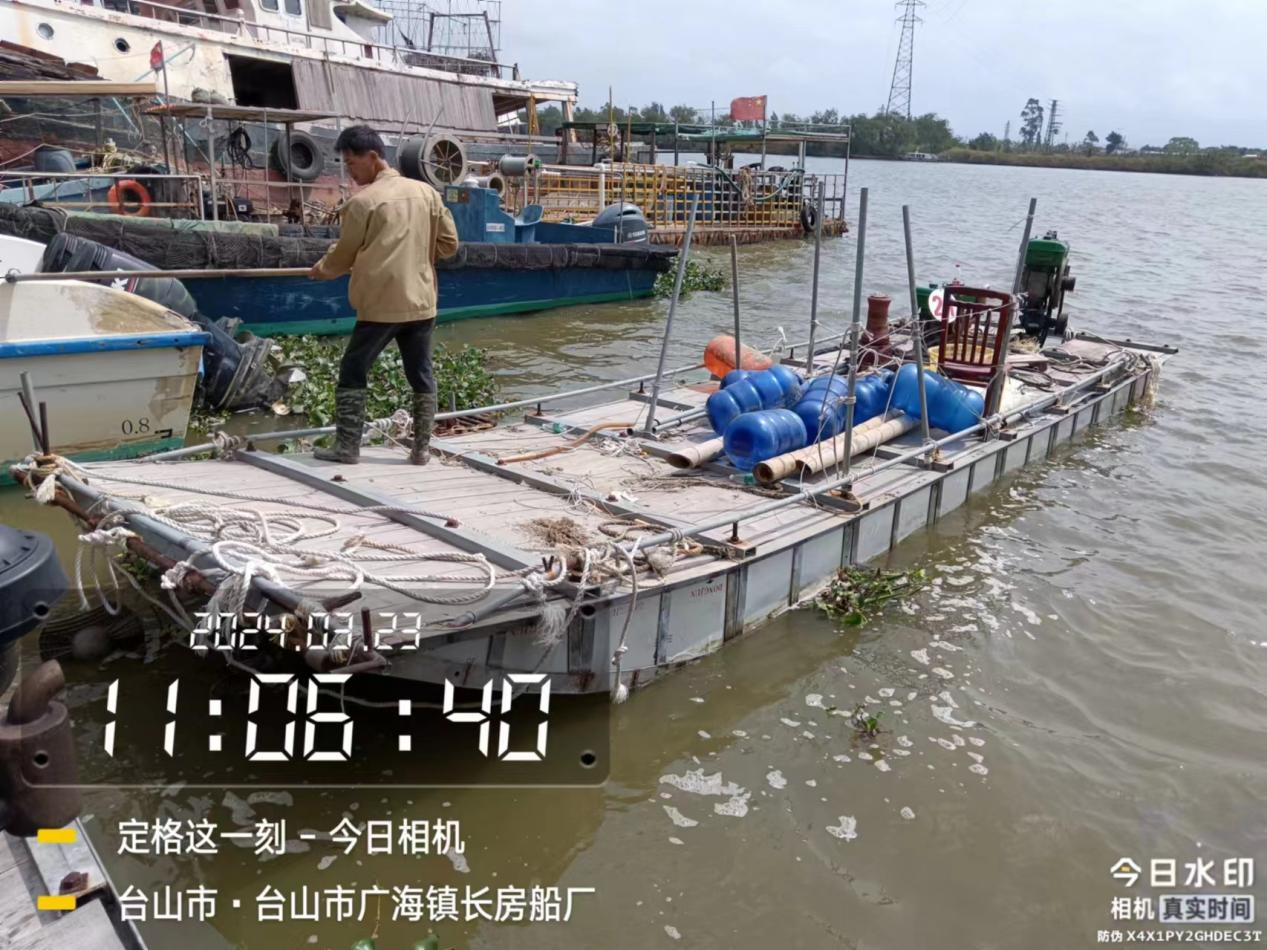 0.8
DONGJUN
2024.03.23
11:06:40
定格这一刻 - 今日相机
台山市·台山市广海镇长房船厂
今日水印
相机 真实时间
防伪 X4X1PY2GHDEC3T